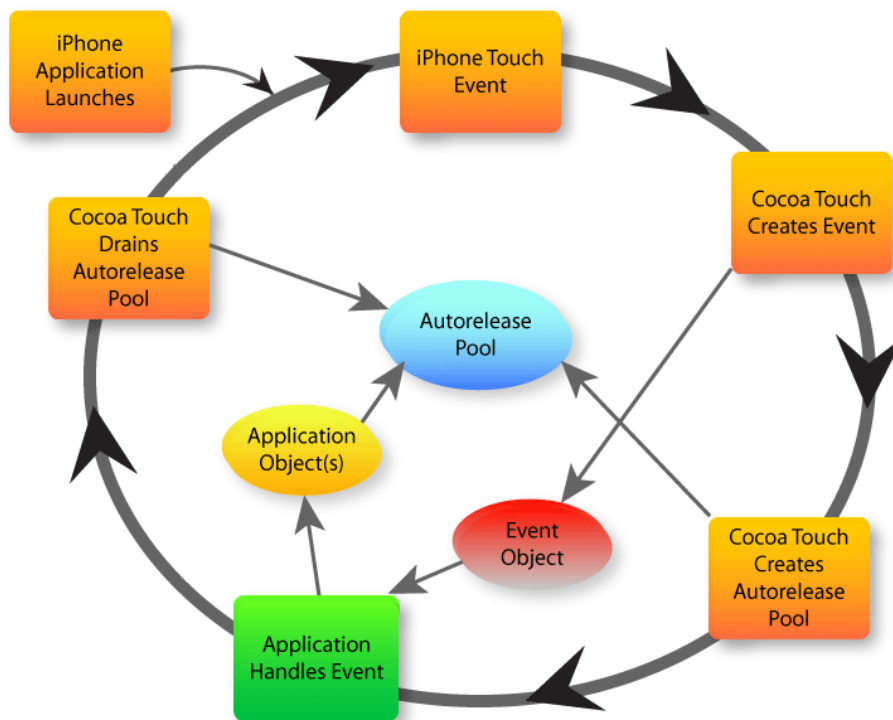 iPhone
Application
Launches
iPhone Touch
Event
Cocoa Touch
Creates Event
Cocoa Touch
Drains
Autorelease
Pool
Autorelease
Pool
Application
Object(s)
Event
Object
Cocoa Touch
Creates
Autorelease
Pool
Application
Handles Event